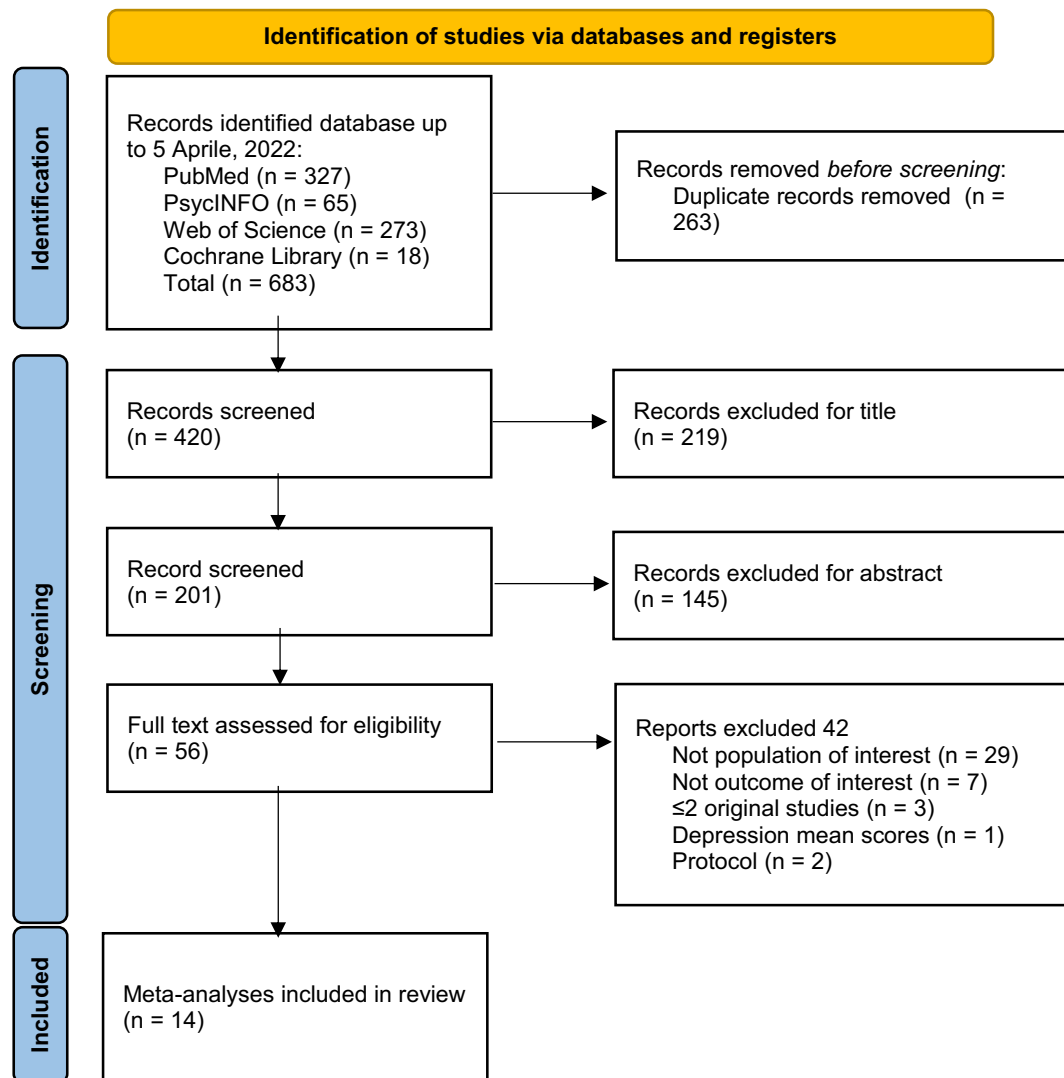 Identification of studies via databases and registers
Identification
Records identified database up
to 5 Aprile, 2022:
PubMed (n = 327)
PsycINFO (n = 65)
Web of Science (n = 273)
Cochrane Library (n = 18)
Total (n = 683)
Records removed before screening:
Duplicate records removed  (n =
263)
Screening
Records screened
(n = 420)
Records excluded for title
(n = 219)
Record screened
(n = 201)
Records excluded for abstract
(n = 145)
Full text assessed for eligibility
(n = 56)
Reports excluded 42
Not population of interest (n = 29)
Not outcome of interest (n = 7)
≤2 original studies (n = 3)
Depression mean scores (n = 1)
Protocol (n = 2)
Included
Meta-analyses included in review
(n = 14)